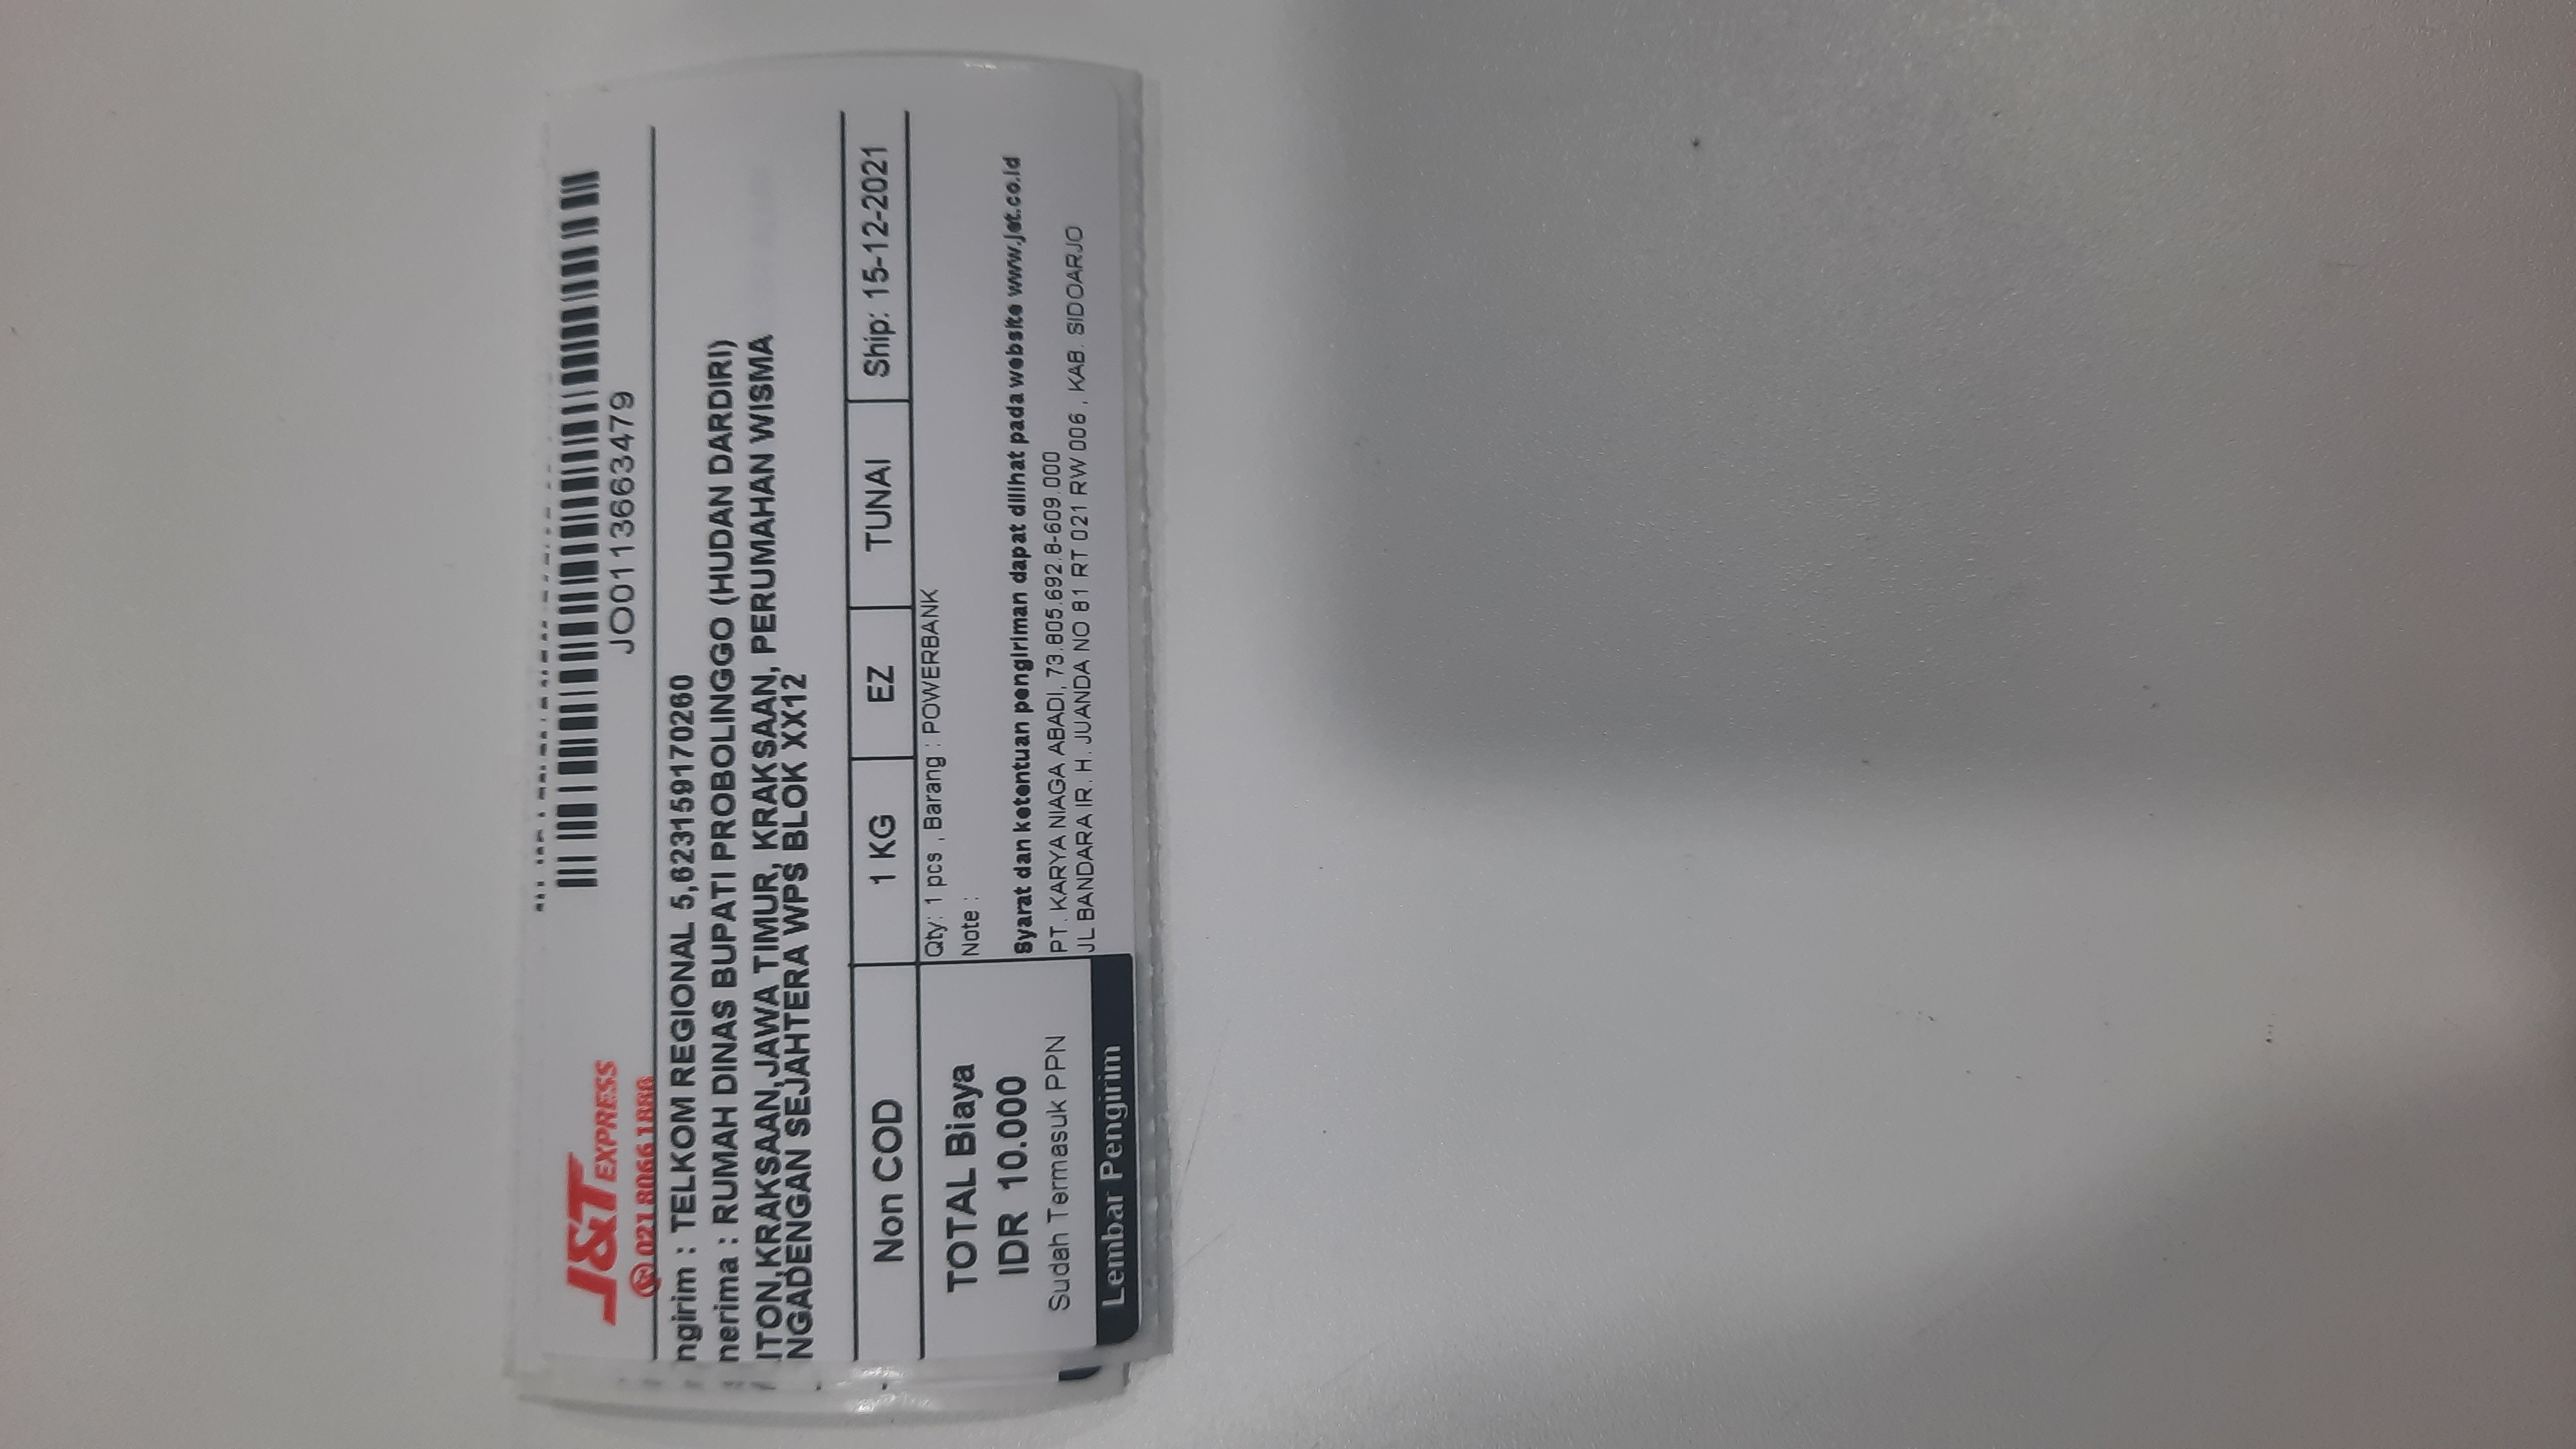 J&T EXPRESS
021 8066 1888
JO0113663479
ngirim : TELKOM REGIONAL 5,623159170260
nerima : RUMAH DINAS BUPATI PROBOLINGGO (HUDAN DARDIRI)
ITON,KRAKSAAN,JAWA TIMUR, KRAKSAAN, PERUMAHAN WISMA
NGADENGAN SEJAHTERA WPS BLOK XX12
Non COD 1 KG EZ TUNAI Ship: 15-12-2021
TOTAL Biaya
IDR 10.000
Sudah Termasuk PPN
Lembar Pengirim
Qty: 1 pcs , Barang : POWERBANK
Note :
Syarat dan ketentuan pengiriman dapat dilihat pada website www.jet.co.id
PT. KARYA NIAGA ABADI, 73.805.692.8-609.000
JL BANDARA IR. H. JUANDA NO 81 RT 021 RW 006 , KAB. SIDOARJO